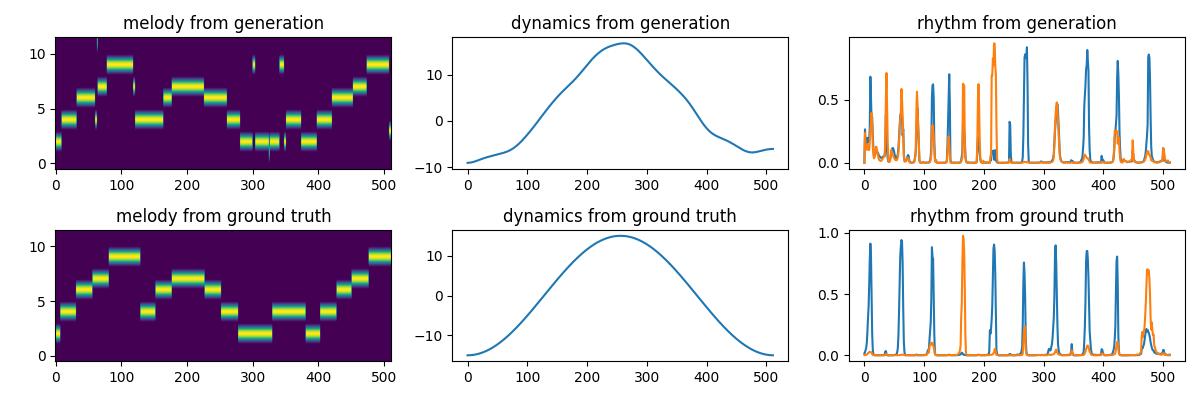 melody from generation
10
5
0
0 100 200 300 400 500
dynamics from generation
10
0
−10
0 100 200 300 400 500
rhythm from generation
0.5
0.0
0 100 200 300 400 500
melody from ground truth
10
5
0
0 100 200 300 400 500
dynamics from ground truth
10
0
−10
0 100 200 300 400 500
rhythm from ground truth
1.0
0.5
0.0
0 100 200 300 400 500